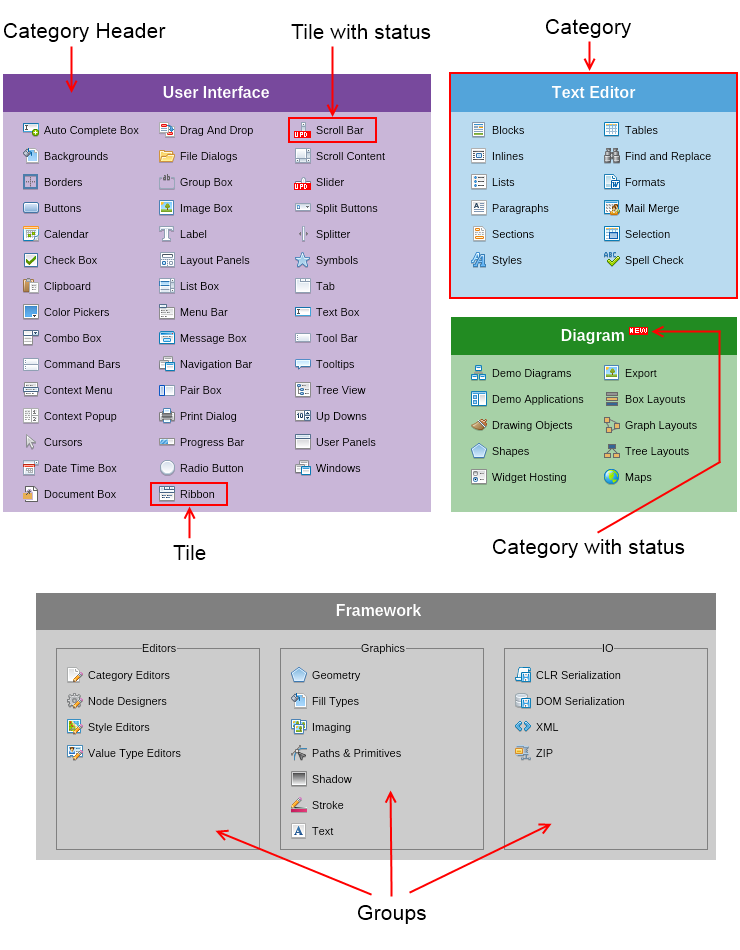 Category Header
Tile with status
Category
User Interface
Auto Complete Box
Backgrounds
Borders
Buttons
Calendar
Check Box
Clipboard
Color Pickers
Combo Box
Command Bars
Context Menu
Context Popup
Cursors
Date Time Box
Document Box
Drag And Drop
File Dialogs
Group Box
Image Box
Label
Layout Panels
List Box
Menu Bar
Message Box
Navigation Bar
Pair Box
Print Dialog
Progress Bar
Radio Button
Ribbon
UPD
Scroll Bar
Scroll Content
UPD
Slider
Split Buttons
Splitter
Symbols
Tab
Text Box
Tool Bar
Tooltips
Tree View
Up Downs
User Panels
Windows
Tile
Text Editor
Blocks
Inlines
Lists
Paragraphs
Sections
Styles
Tables
Find and Replace
Formats
Mail Merge
Selection
ABC
Spell Check
Diagram NEW
Demo Diagrams
Demo Applications
Drawing Objects
Shapes
Widget Hosting
Export
Box Layouts
Graph Layouts
Tree Layouts
Maps
Category with status
Framework
Editors
Category Editors
Node Designers
Style Editors
Value Type Editors
Graphics
Geometry
Fill Types
Imaging
Paths & Primitives
Shadow
Stroke
Text
IO
CLR Serialization
DOM Serialization
XML
ZIP
Groups